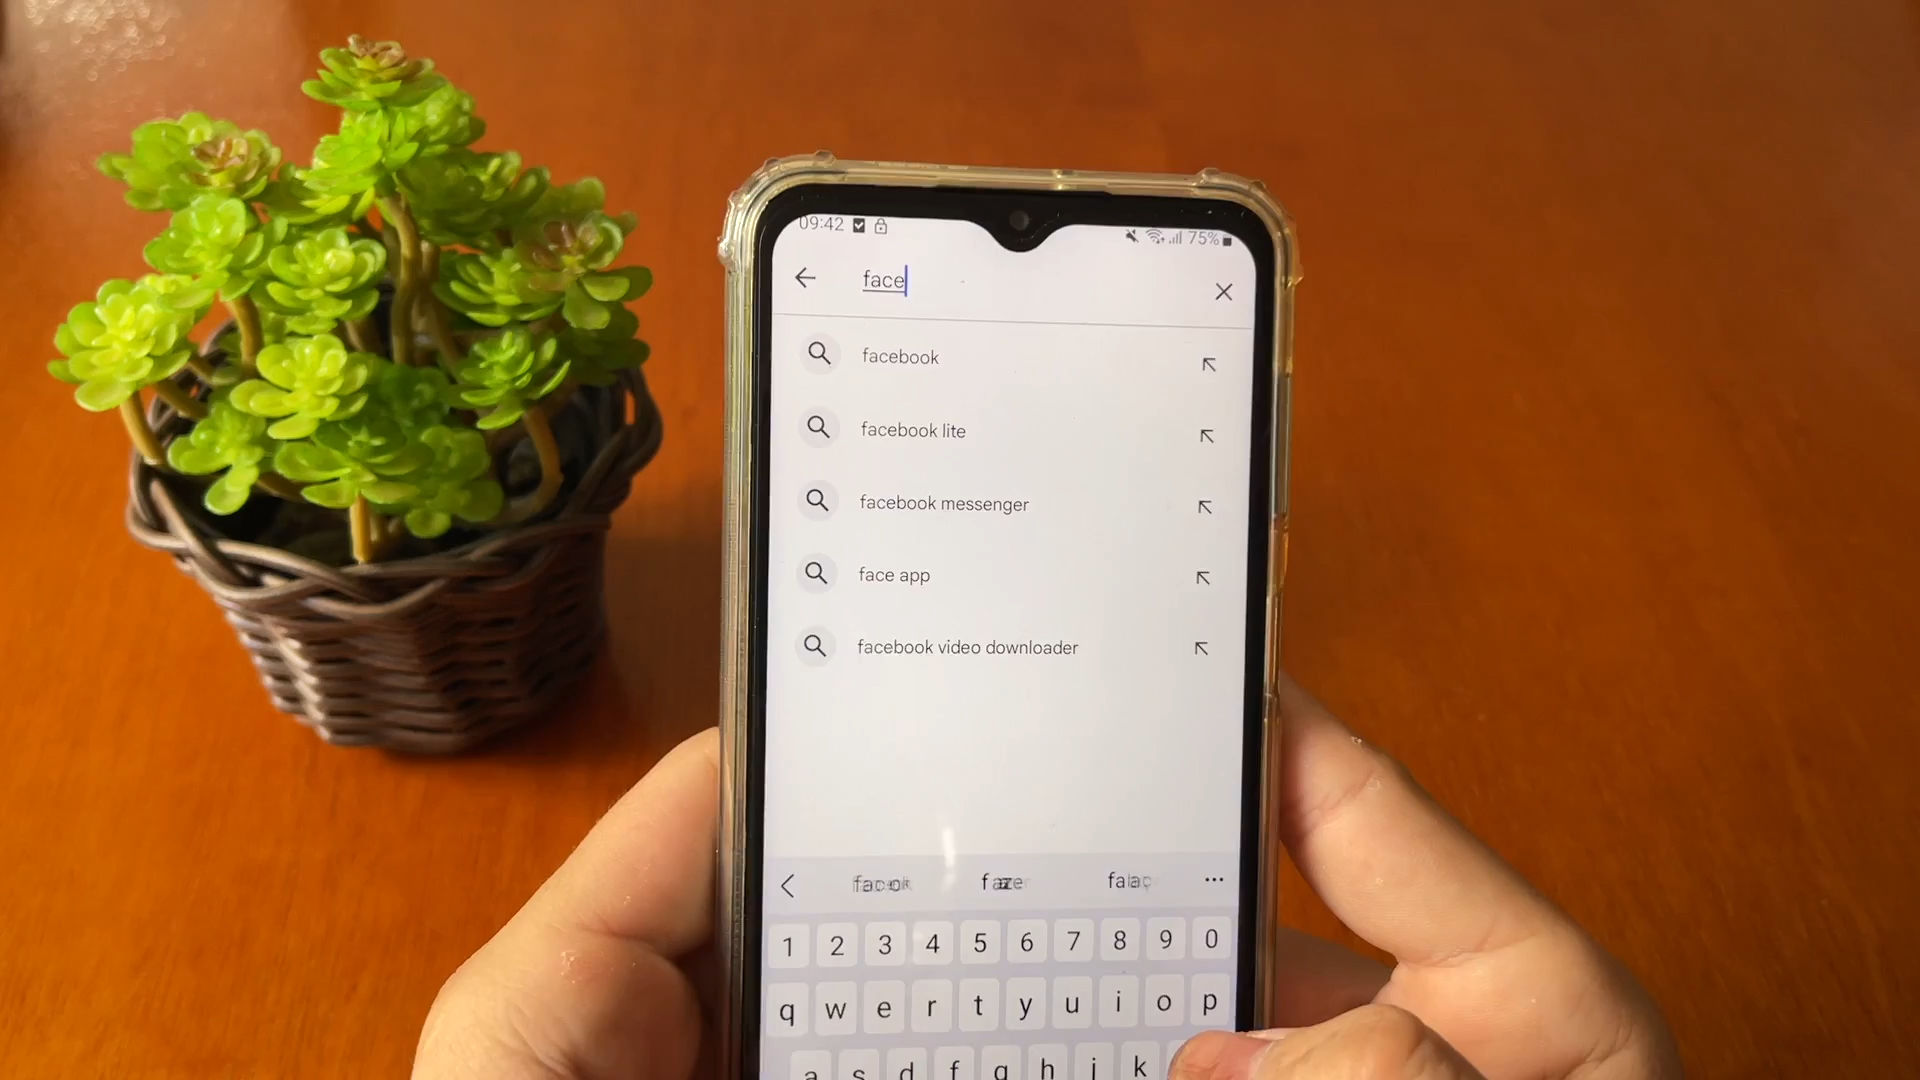 09:42 75%
face
facebook
facebook lite
facebook messenger
face app
facebook video downloader
1 2 3 4 5 6 7 8 9 0
q w e r t y u i o p
a s d f g h j k